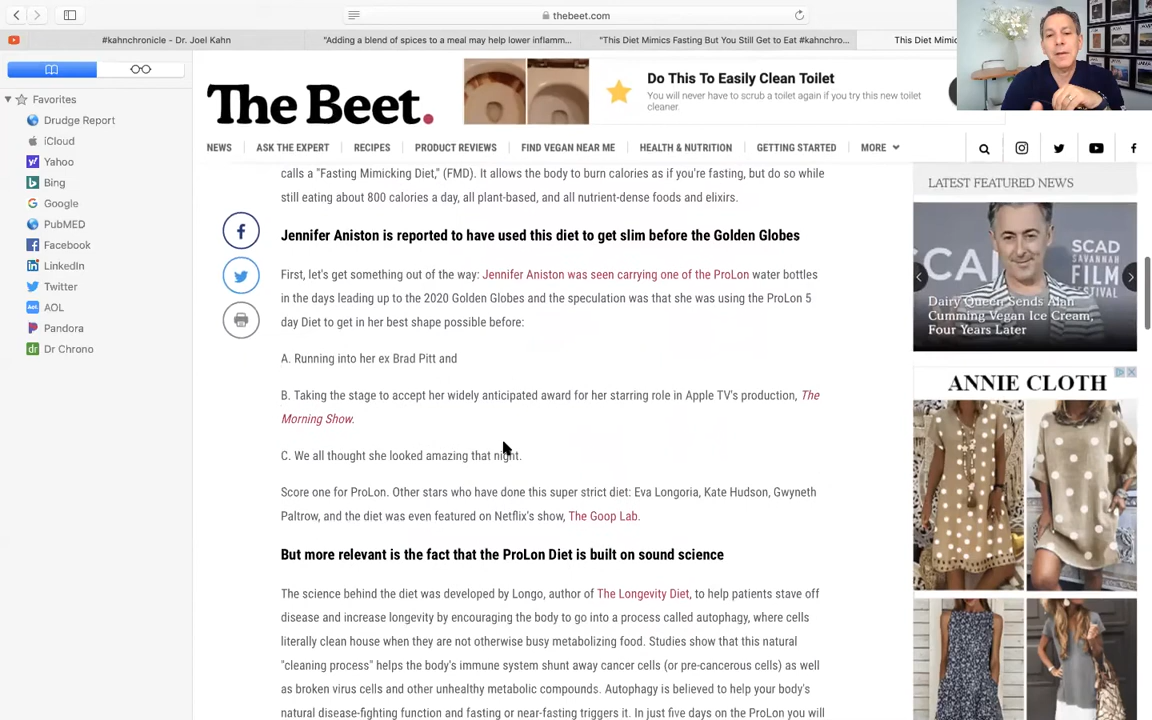 thebeet.com
#kahnchronicle - Dr. Joel Kahn
"Adding a blend of spices to a meal may help lower inflamm...
"This Diet Mimics Fasting But You Still Get to Eat #kahnchro...
This Diet Mimic
Favorites
Drudge Report
iCloud
Yahoo
Bing
Google
PubMED
Facebook
LinkedIn
Twitter
AOL
Pandora
Dr Chrono
The Beet.
Do This To Easily Clean Toilet
You will never have to scrub a toilet again if you try this new toilet
cleaner
NEWS
ASK THE EXPERT
RECIPES
PRODUCT REVIEWS
FIND VEGAN NEAR ME
HEALTH & NUTRITION
GETTING STARTED
MORE
calls a "Fasting Mimicking Diet," (FMD). It allows the body to burn calories as if you're fasting, but do so while
still eating about 800 calories a day, all plant-based, and all nutrient-dense foods and elixirs.
Jennifer Aniston is reported to have used this diet to get slim before the Golden Globes
First, let's get something out of the way: Jennifer Aniston was seen carrying one of the ProLon water bottles
in the days leading up to the 2020 Golden Globes and the speculation was that she was using the ProLon 5
day Diet to get in her best shape possible before:
A. Running into her ex Brad Pitt and
B. Taking the stage to accept her widely anticipated award for her starring role in Apple TV's production, The
Morning Show.
C. We all thought she looked amazing that night.
Score one for ProLon. Other stars who have done this super strict diet: Eva Longoria, Kate Hudson, Gwyneth
Paltrow, and the diet was even featured on Netflix's show, The Goop Lab.
But more relevant is the fact that the ProLon Diet is built on sound science
The science behind the diet was developed by Longo, author of The Longevity Diet, to help patients stave off
disease and increase longevity by encouraging the body to go into a process called autophagy, where cells
literally clean house when they are not otherwise busy metabolizing food. Studies show that this natural
"cleaning process" helps the body's immune system shunt away cancer cells (or pre-cancerous cells) as well
as broken virus cells and other unhealthy metabolic compounds. Autophagy is believed to help your body's
natural disease-fighting function and fasting or near-fasting triggers it. In just five days on the ProLon you will
LATEST FEATURED NEWS
SCAD
SAVANNAH
FILM
FESTIVAL
SCA
Dairy Queen Sends Alan
Cumming Vegan Ice Cream,
Four Years Later
ANNIE CLOTH